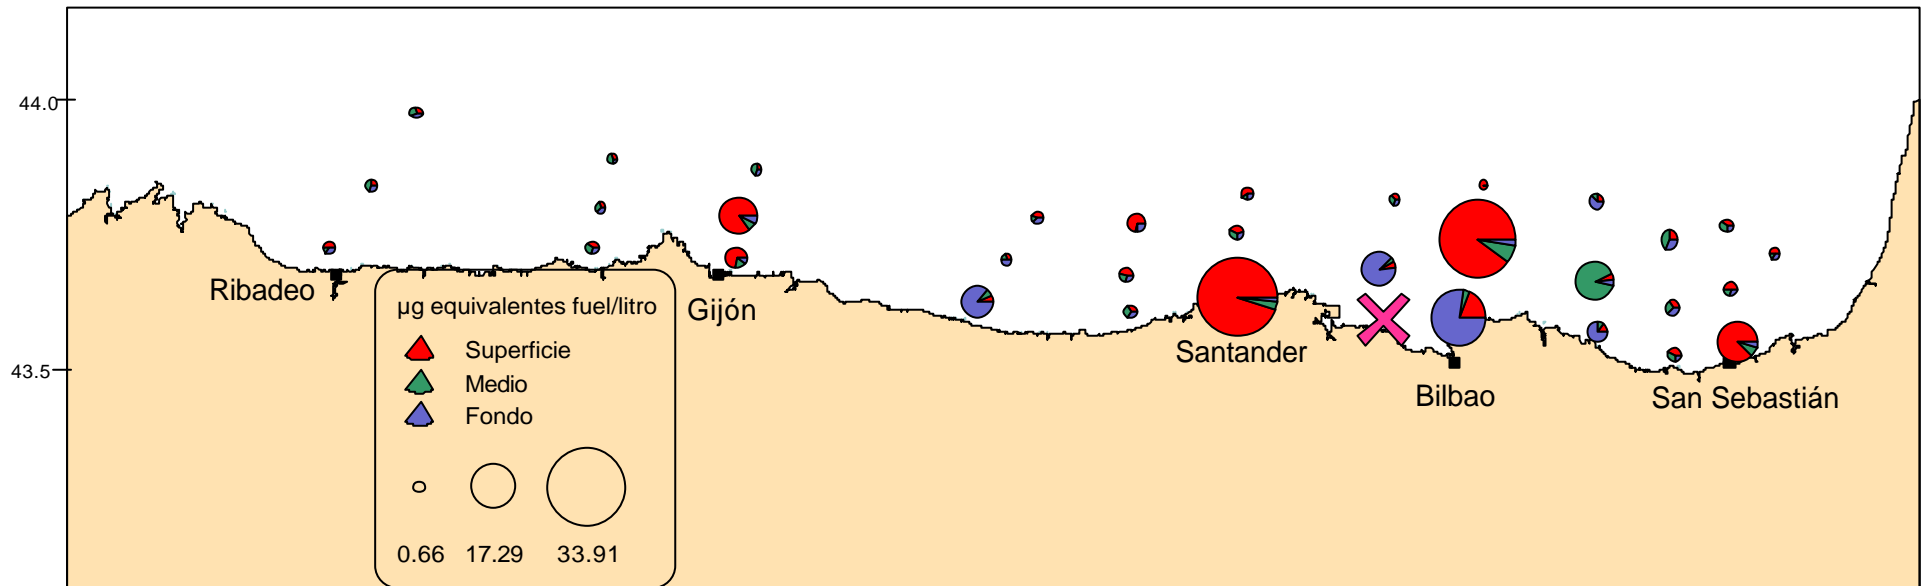 44.0
43.5
Ribadeo
Gijón
Santander
Bilbao
San Sebastián
µg equivalentes fuel/litro
Superficie
Medio
Fondo
0.66 17.29 33.91